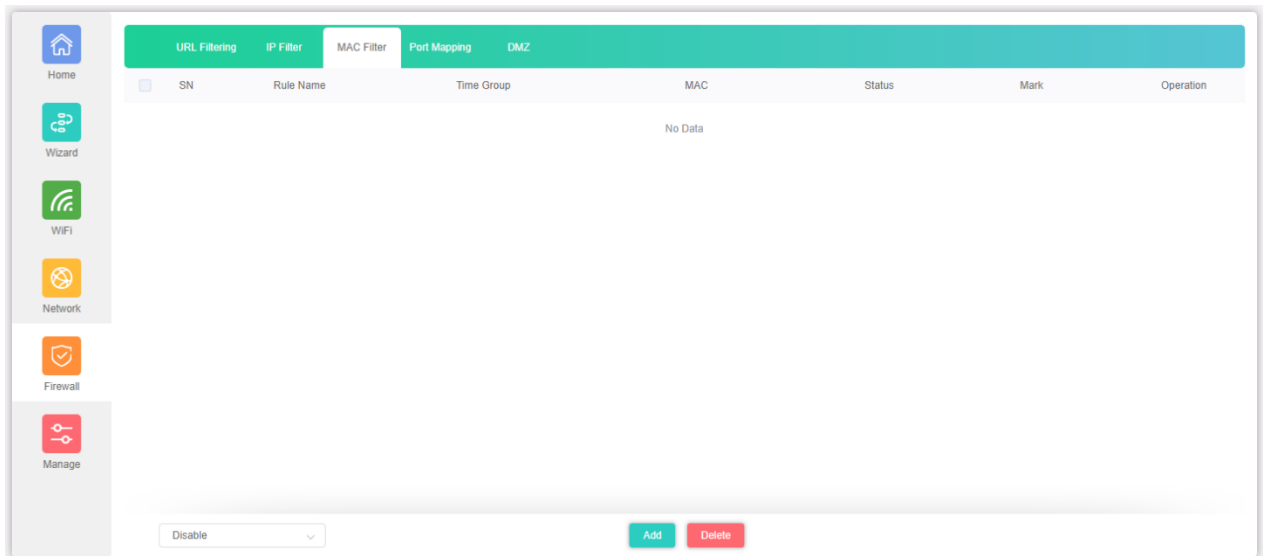 Home
Wizard
WiFi
Network
Firewall
Manage
URL Filtering IP Filter MAC Filter Port Mapping DMZ
SN Rule Name Time Group MAC Status Mark Operation
No Data
Disable Add Delete